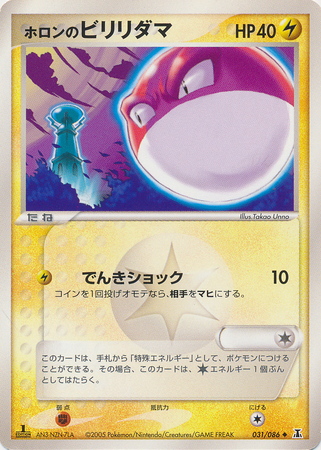 ホロンのビリリダマ HP40
Illus.Takao Unno
たね
でんきショック 10
コインを1回投げオモテなら、相手をマヒにする。
このカードは、手札から「特殊エネルギー」として、ポケモンにつける
ことができる。その場合、このカードは、エネルギー1個ぶん
としてはたらく。
弱点 抵抗力 にげる
1 EDITION AN3 NZN-7LA ©2005 Pokémon/Nintendo/Creatures/GAME FREAK 031/086